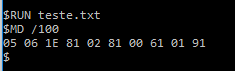 $RUN teste.txt
$MD /100
05 06 1E 81 02 81 00 61 01 91
$